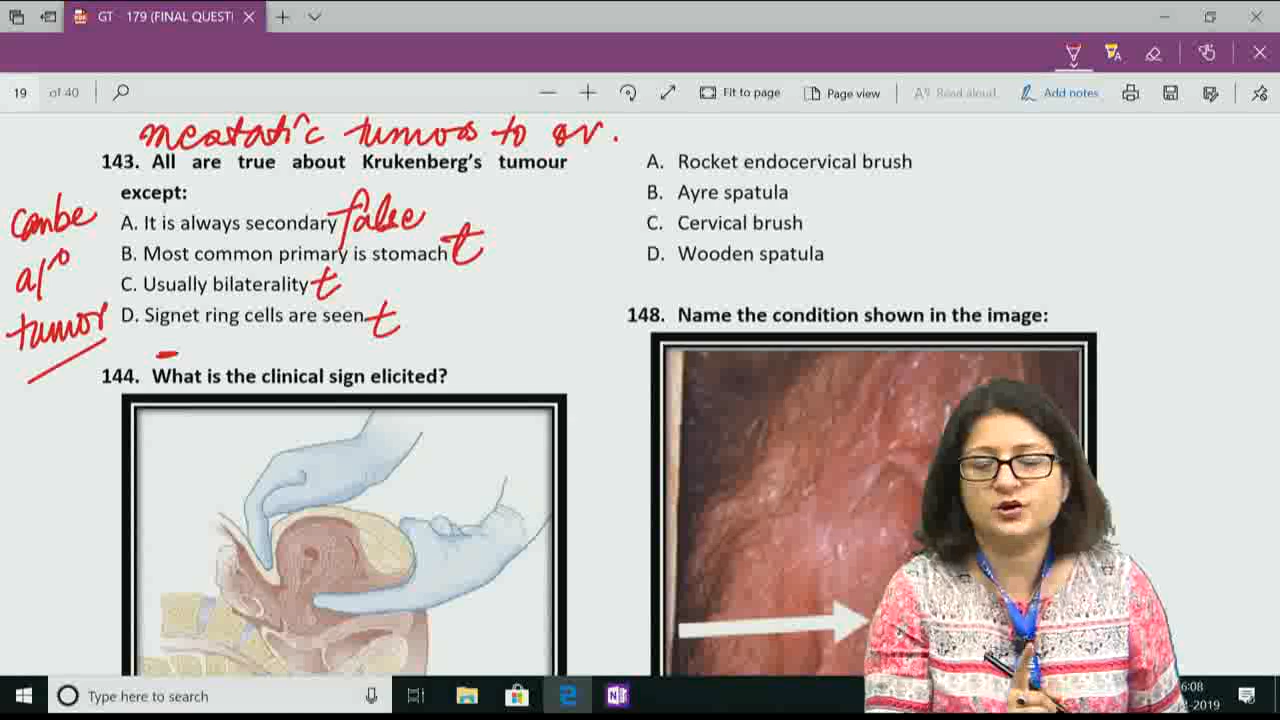 GT - 179 (FINAL QUEST
19 of 40
Fit to page
Page view
Read aloud
Add notes
tumors to ov.
143. All are true about Krukenberg's tumour
except:
A. It is always secondary false
B. Most common primary is stomach t
C. Usually bilaterality t
D. Signet ring cells are seen t
can be
tumor
144. What is the clinical sign elicited?
A. Rocket endocervical brush
B. Ayre spatula
C. Cervical brush
D. Wooden spatula
148. Name the condition shown in the image:
Type here to search
6:08
-2019